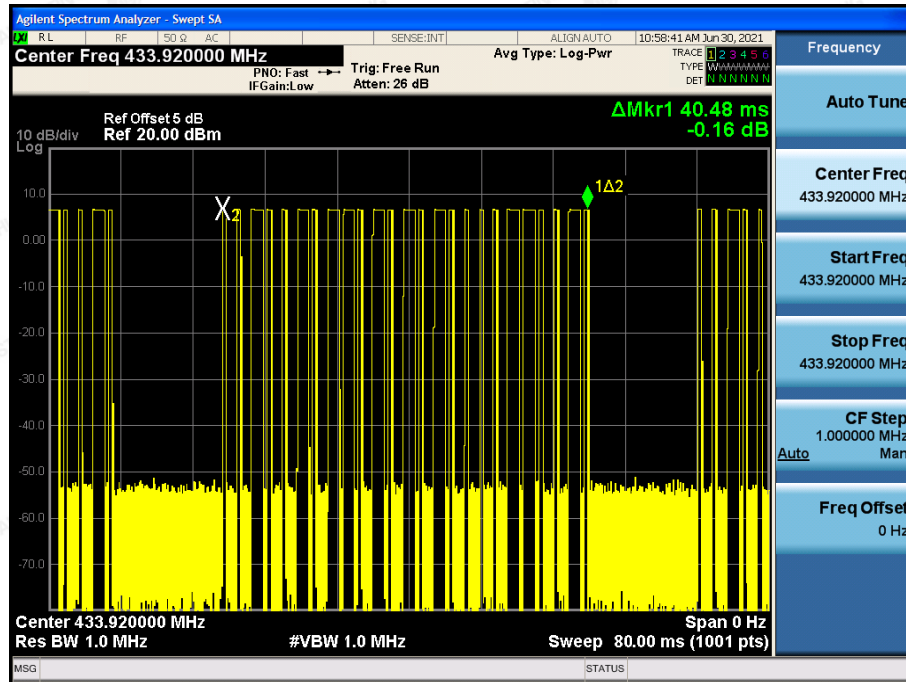 Agilent Spectrum Analyzer - Swept SA
LXI RL RF 50 Ω AC SENSE:INT ALIGN AUTO 10:58:41 AM Jun 30, 2021
Center Freq 433.920000 MHz
PNO: Fast
IFGain:Low
Trig: Free Run
Atten: 26 dB
Avg Type: Log-Pwr
TRACE 1 2 3 4 5 6
TYPE WWWWWW
DET N N N N N N
ΔMkr1 40.48 ms
-0.16 dB
Ref Offset 5 dB
10 dB/div Ref 20.00 dBm
Log
10.0
0.00
-10.0
-20.0
-30.0
-40.0
-50.0
-60.0
-70.0
X2
1Δ2
Center 433.920000 MHz Span 0 Hz
Res BW 1.0 MHz #VBW 1.0 MHz Sweep 80.00 ms (1001 pts)
MSG STATUS
Frequency
Auto Tune
Center Freq
433.920000 MHz
Start Freq
433.920000 MHz
Stop Freq
433.920000 MHz
CF Step
1.000000 MHz
Auto Man
Freq Offset
0 Hz